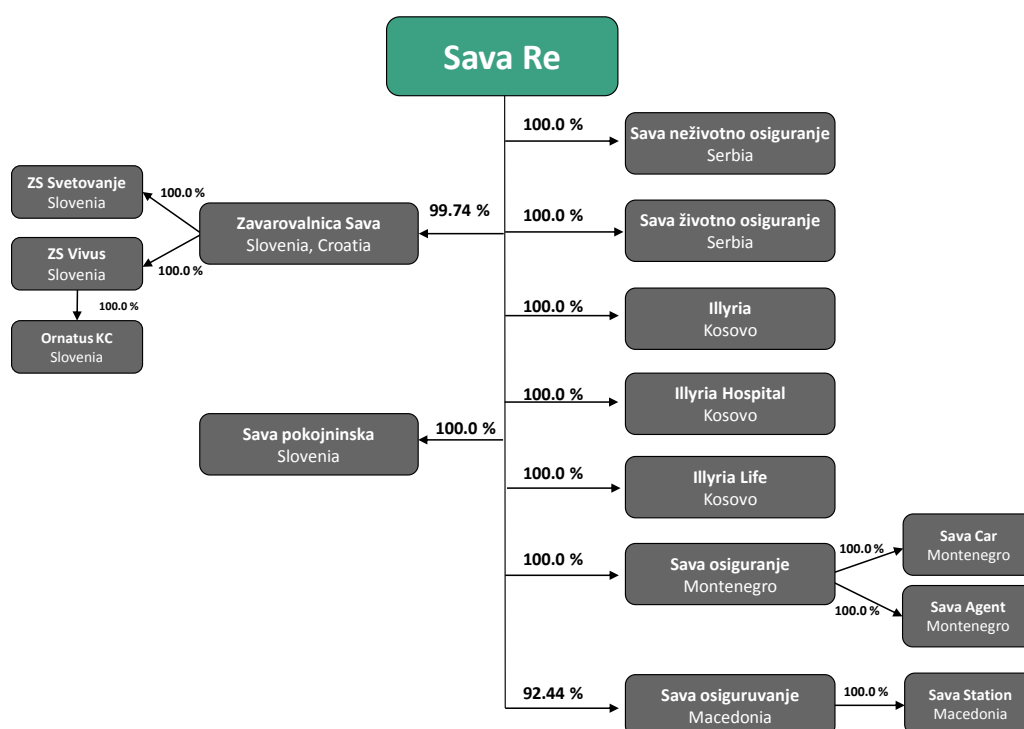 Sava Re
100.0 %
Sava neživotno osiguranje
Serbia
ZS Svetovanje
Slovenia
100.0 %
Zavarovalnica Sava
Slovenia, Croatia
99.74 %
100.0 %
Sava životno osiguranje
Serbia
ZS Vivus
Slovenia
100.0 %
100.0 %
Ornatus KC
Slovenia
100.0 %
Illyria
Kosovo
100.0 %
Illyria Hospital
Kosovo
Sava pokojninska
Slovenia
100.0 %
100.0 %
Illyria Life
Kosovo
100.0 %
Sava osiguranje
Montenegro
100.0 %
Sava Car
Montenegro
100.0 %
Sava Agent
Montenegro
92.44 %
Sava osiguruvanje
Macedonia
100.0 %
Sava Station
Macedonia